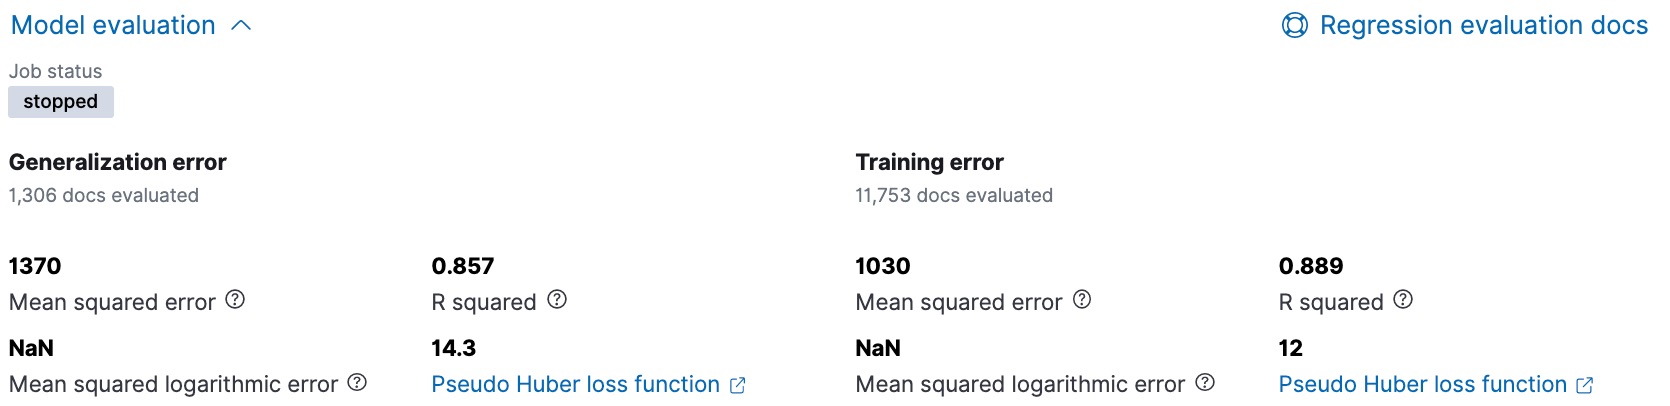 Model evaluation
Regression evaluation docs
Job status
stopped
Generalization error
1,306 docs evaluated
1370
Mean squared error
0.857
R squared
NaN
Mean squared logarithmic error
14.3
Pseudo Huber loss function
Training error
11,753 docs evaluated
1030
Mean squared error
0.889
R squared
NaN
Mean squared logarithmic error
12
Pseudo Huber loss function